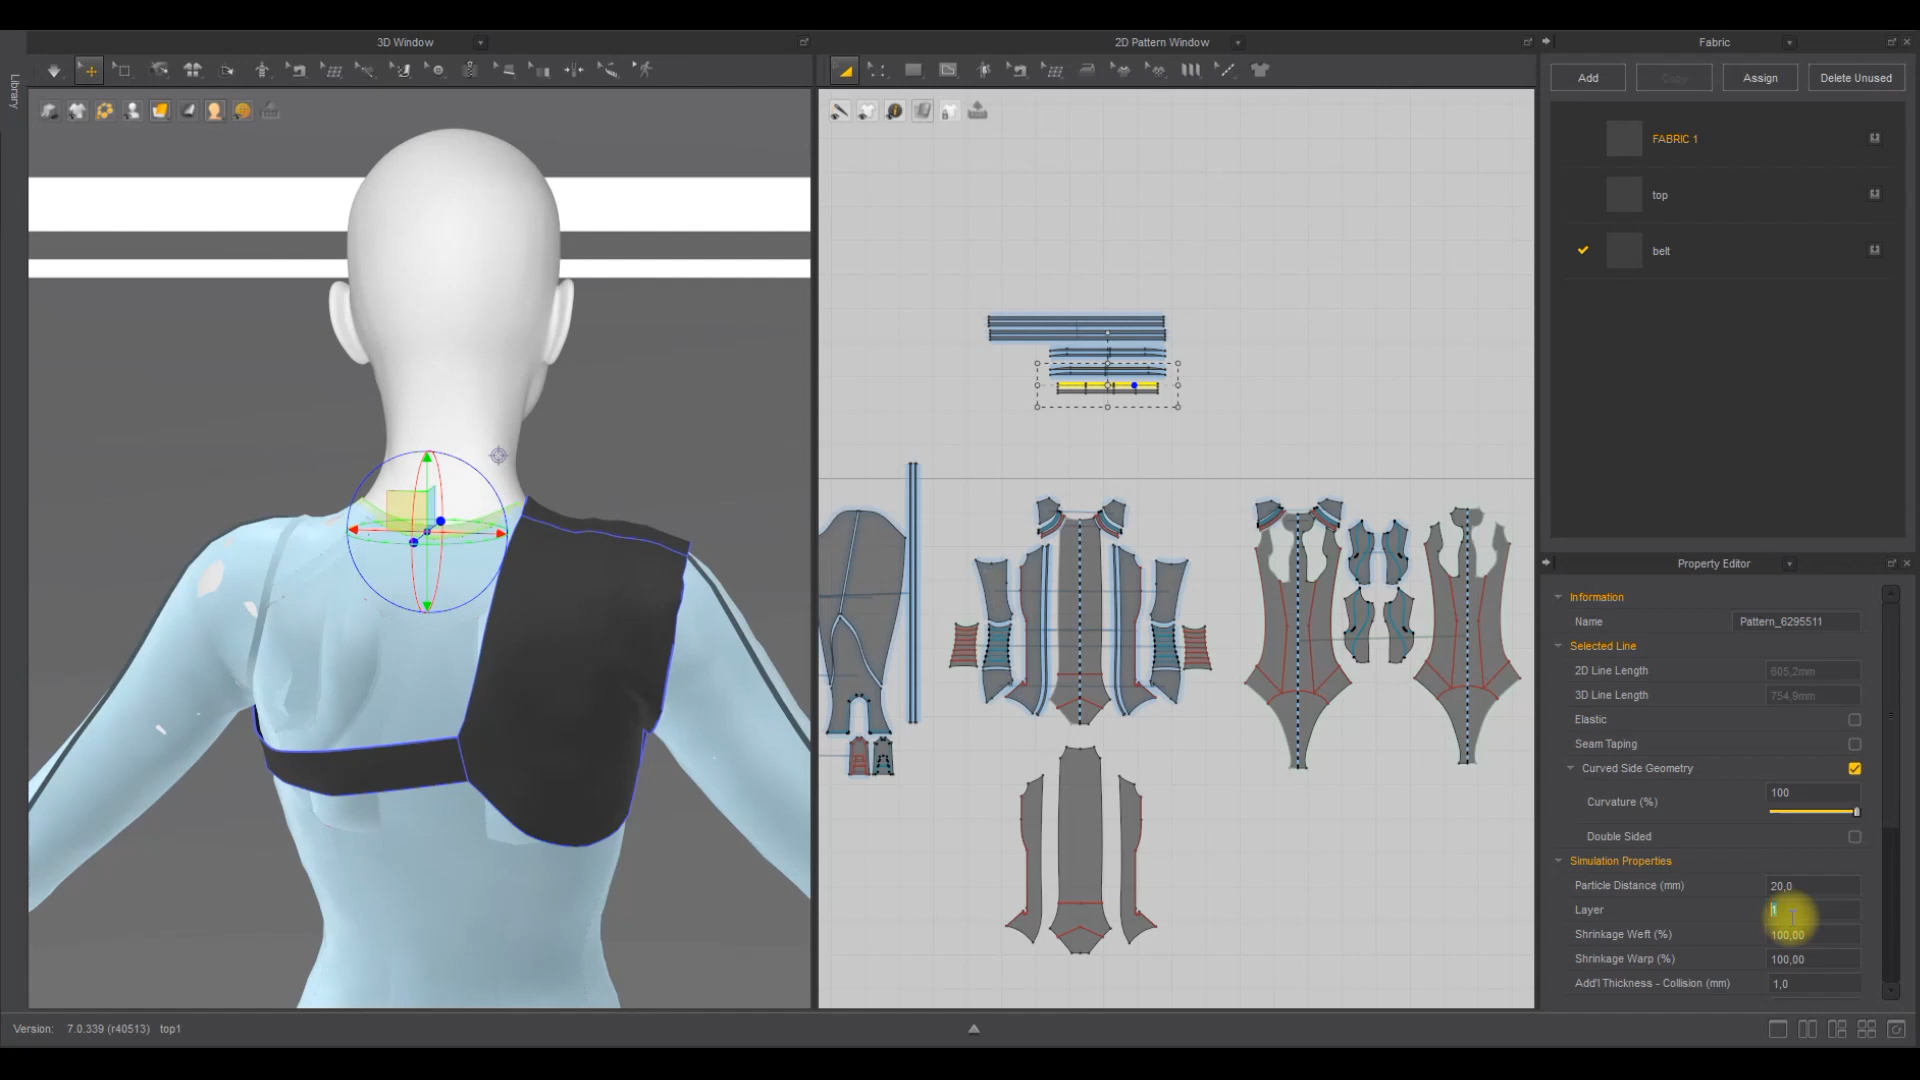 3D Window
2D Pattern Window
Fabric
Library
Add
Copy
Assign
Delete Unused
FABRIC 1
top
belt
Property Editor
Information
Name
Pattern_6295511
Selected Line
2D Line Length
605,2mm
3D Line Length
754,9mm
Elastic
Seam Taping
Curved Side Geometry
Curvature (%)
100
Double Sided
Simulation Properties
Particle Distance (mm)
20,0
Layer
1
Shrinkage Weft (%)
100,00
Shrinkage Warp (%)
100,00
Add'l Thickness - Collision (mm)
1,0
Version: 7.0.339 (r40513) top1